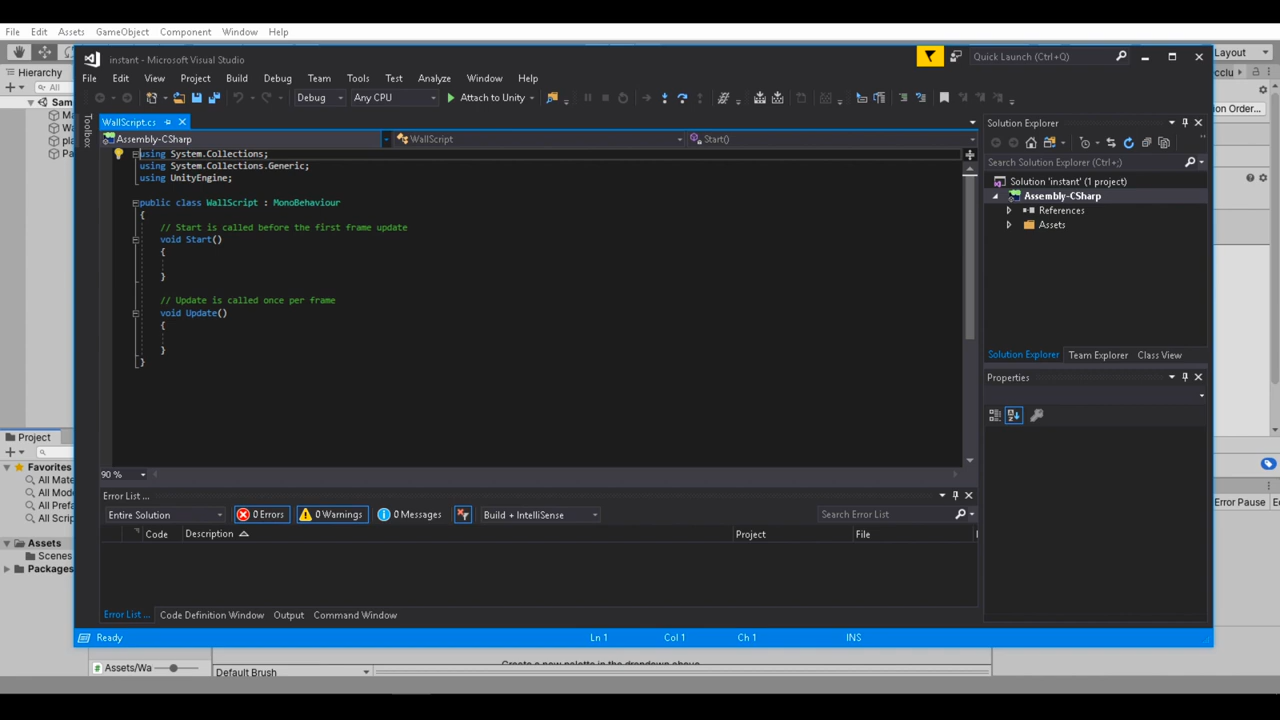 File Edit Assets GameObject Component Window Help
Layout
Hierarchy
All
Sam
Ma
Wa
pla
Pa
instant - Microsoft Visual Studio
Quick Launch (Ctrl+Q)
File Edit View Project Build Debug Team Tools Test Analyze Window Help
Debug Any CPU Attach to Unity
Toolbox
WallScript.cs
Assembly-CSharp WallScript Start()
using System.Collections;
using System.Collections.Generic;
using UnityEngine;
public class WallScript : MonoBehaviour
{
// Start is called before the first frame update
void Start()
{
}
// Update is called once per frame
void Update()
{
}
}
90 %
Solution Explorer
Search Solution Explorer (Ctrl+;)
Solution 'instant' (1 project)
Assembly-CSharp
References
Assets
Solution Explorer Team Explorer Class View
Properties
Error List ...
Entire Solution 0 Errors 0 Warnings 0 Messages Build + IntelliSense Search Error List
Code Description Project File
Error List ... Code Definition Window Output Command Window
Ready Ln 1 Col 1 Ch 1 INS
cclu
on Order...
Error Pause
Project
Favorites
All Mate
All Mode
All Prefa
All Scrip
Assets
Scenes
Packages
Assets/Wa
Create a new palette in the dropdown above.
Default Brush